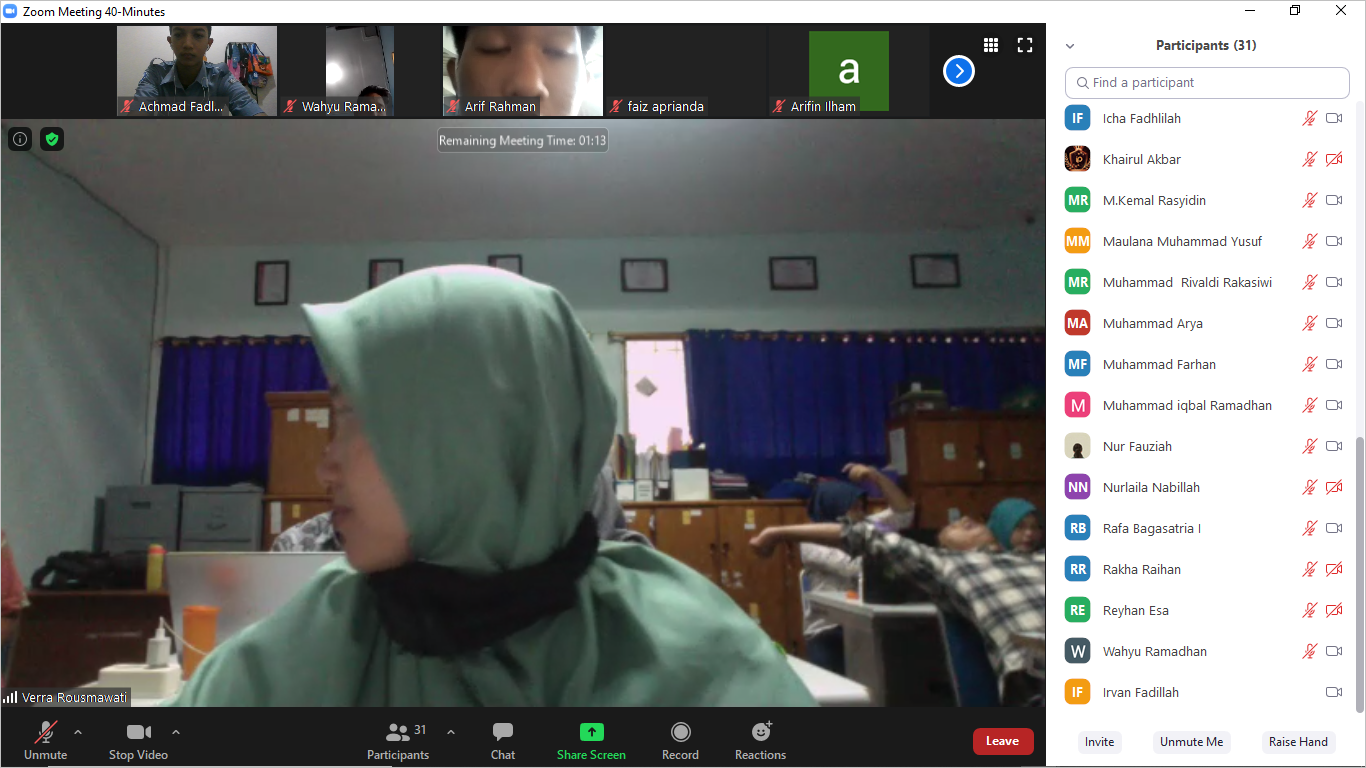 Zoom Meeting 40-Minutes
Achmad Fadl...
Wahyu Rama...
Arif Rahman
faiz aprianda
a
Arifin Ilham
Remaining Meeting Time: 01:13
Verra Rousmawati
Unmute
Stop Video
31
Participants
Chat
Share Screen
Record
Reactions
Leave
Participants (31)
Find a participant
IF Icha Fadhlilah
Khairul Akbar
MR M.Kemal Rasyidin
MM Maulana Muhammad Yusuf
MR Muhammad  Rivaldi Rakasiwi
MA Muhammad Arya
MF Muhammad Farhan
M Muhammad iqbal Ramadhan
Nur Fauziah
NN Nurlaila Nabillah
RB Rafa Bagasatria I
RR Rakha Raihan
RE Reyhan Esa
W Wahyu Ramadhan
IF Irvan Fadillah
Invite
Unmute Me
Raise Hand